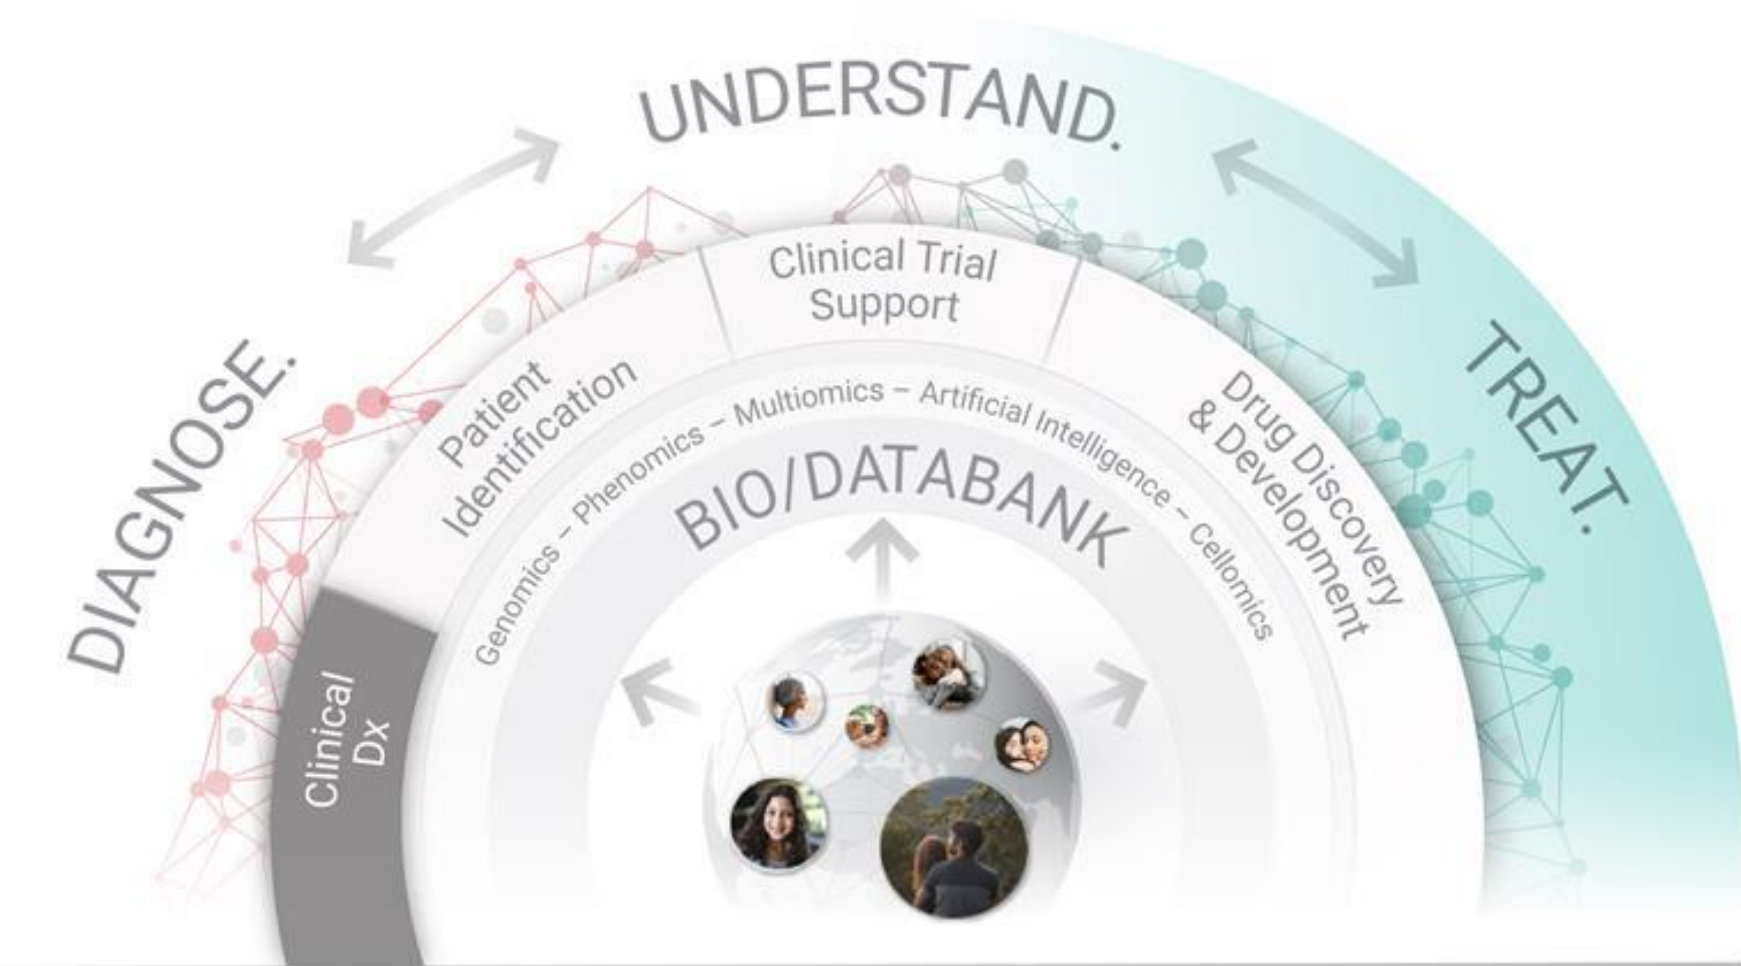 DIAGNOSE.
UNDERSTAND.
TREAT.
Clinical
Dx
Patient
Identification
Clinical Trial
Support
Drug Discovery
& Development
Genomics – Phenomics – Multiomics – Artificial Intelligence – Cellomics
BIO/DATABANK